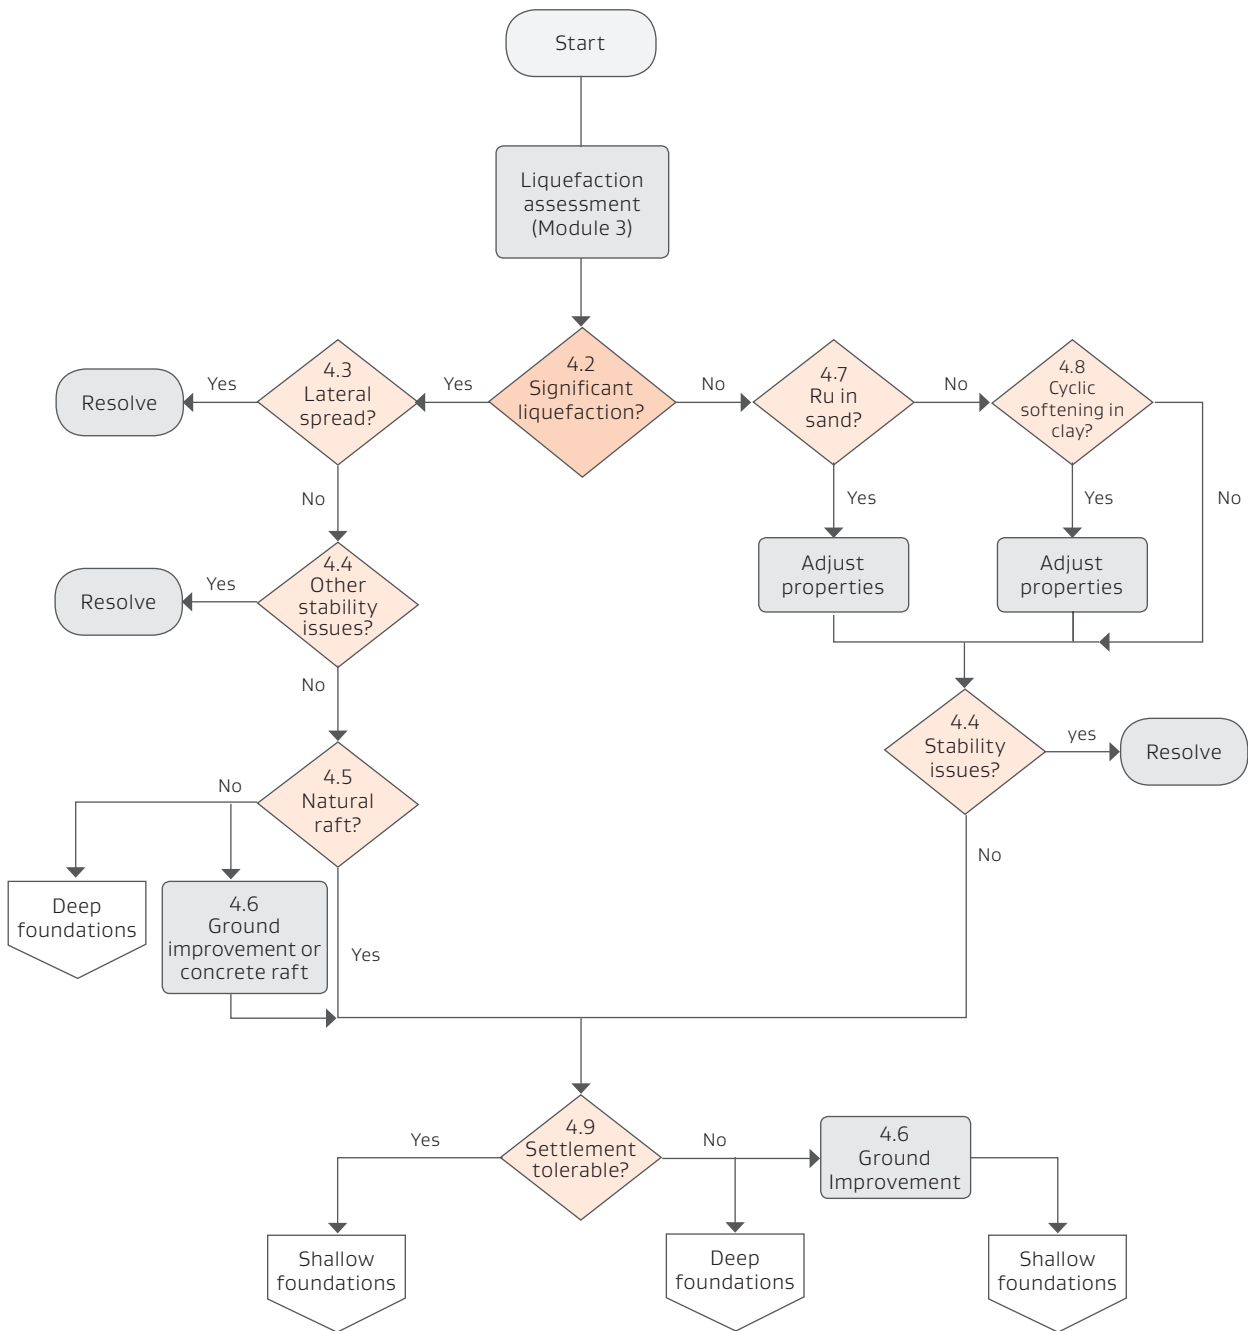 Start
Liquefaction
assessment
(Module 3)
4.2
Significant
liquefaction?
Yes
No
4.3
Lateral
spread?
Yes
Resolve
No
4.7
Ru in
sand?
No
Yes
4.8
Cyclic
softening in
clay?
Yes
No
Adjust
properties
Adjust
properties
4.4
Other
stability
issues?
Yes
Resolve
No
4.4
Stability
issues?
yes
Resolve
No
4.5
Natural
raft?
No
Yes
Deep
foundations
4.6
Ground
improvement or
concrete raft
4.9
Settlement
tolerable?
Yes
No
4.6
Ground
Improvement
Shallow
foundations
Deep
foundations
Shallow
foundations